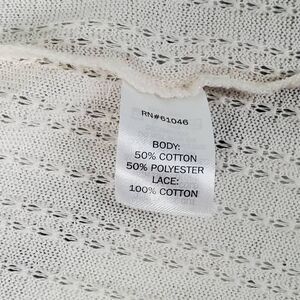 RN#61046
BODY:
50% COTTON
50% POLYESTER
LACE:
100% COTTON